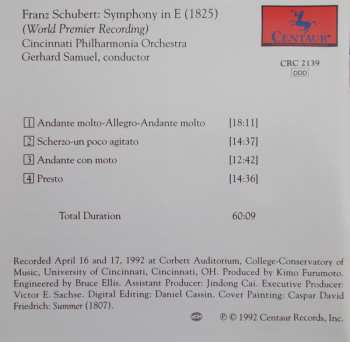 Franz Schubert: Symphony in E (1825)
(World Premier Recording)
Cincinnati Philharmonia Orchestra
Gerhard Samuel, conductor
CENTAUR
CRC 2139
DDD
1 Andante molto-Allegro-Andante molto [18:11]
2 Scherzo-un poco agitato [14:37]
3 Andante con moto [12:42]
4 Presto [14:36]
Total Duration 60:09
Recorded April 16 and 17, 1992 at Corbett Auditorium, College-Conservatory of
Music, University of Cincinnati, Cincinnati, OH. Produced by Kimo Furumoto.
Engineered by Bruce Ellis. Assistant Producer: Jindong Cai. Executive Producer:
Victor E. Sachse. Digital Editing: Daniel Cassin. Cover Painting: Caspar David
Friedrich: Summer (1807).
℗ © 1992 Centaur Records, Inc.